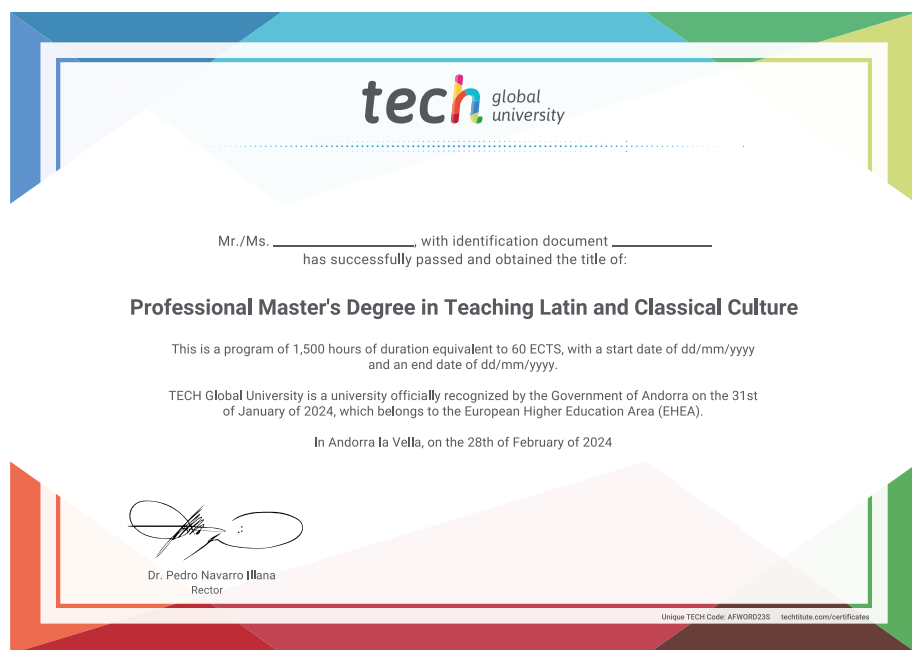 tech global university
Mr./Ms. ____________, with identification document ____________
has successfully passed and obtained the title of:
Professional Master's Degree in Teaching Latin and Classical Culture
This is a program of 1,500 hours of duration equivalent to 60 ECTS, with a start date of dd/mm/yyyy
and an end date of dd/mm/yyyy.
TECH Global University is a university officially recognized by the Government of Andorra on the 31st
of January of 2024, which belongs to the European Higher Education Area (EHEA).
In Andorra la Vella, on the 28th of February of 2024
Dr. Pedro Navarro Illana
Rector
Unique TECH Code: AFWORD23S techtitute.com/certificates